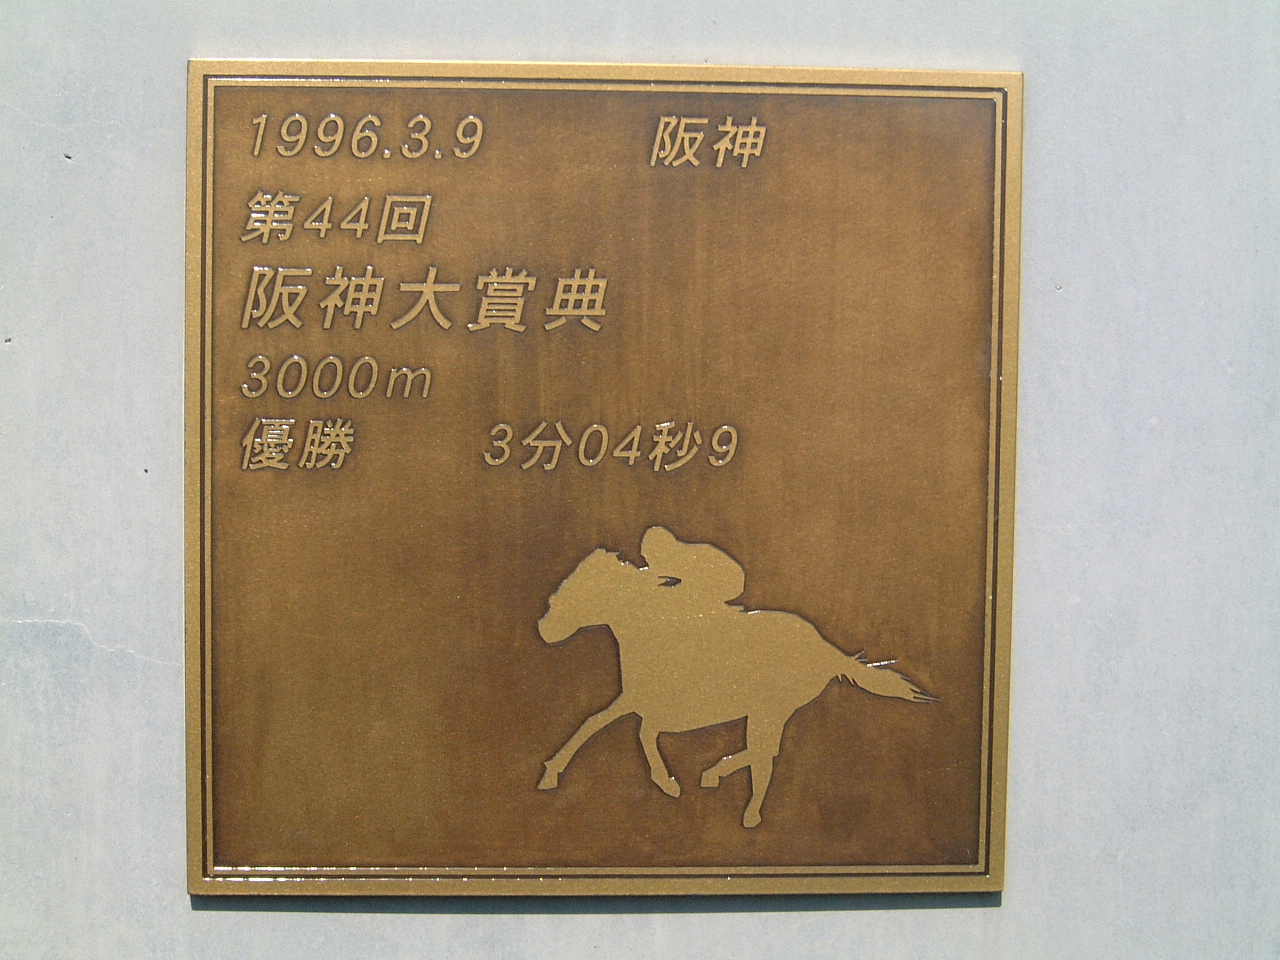 1996.3.9 阪神
第44回
阪神大賞典
3000m
優勝 3分04秒9